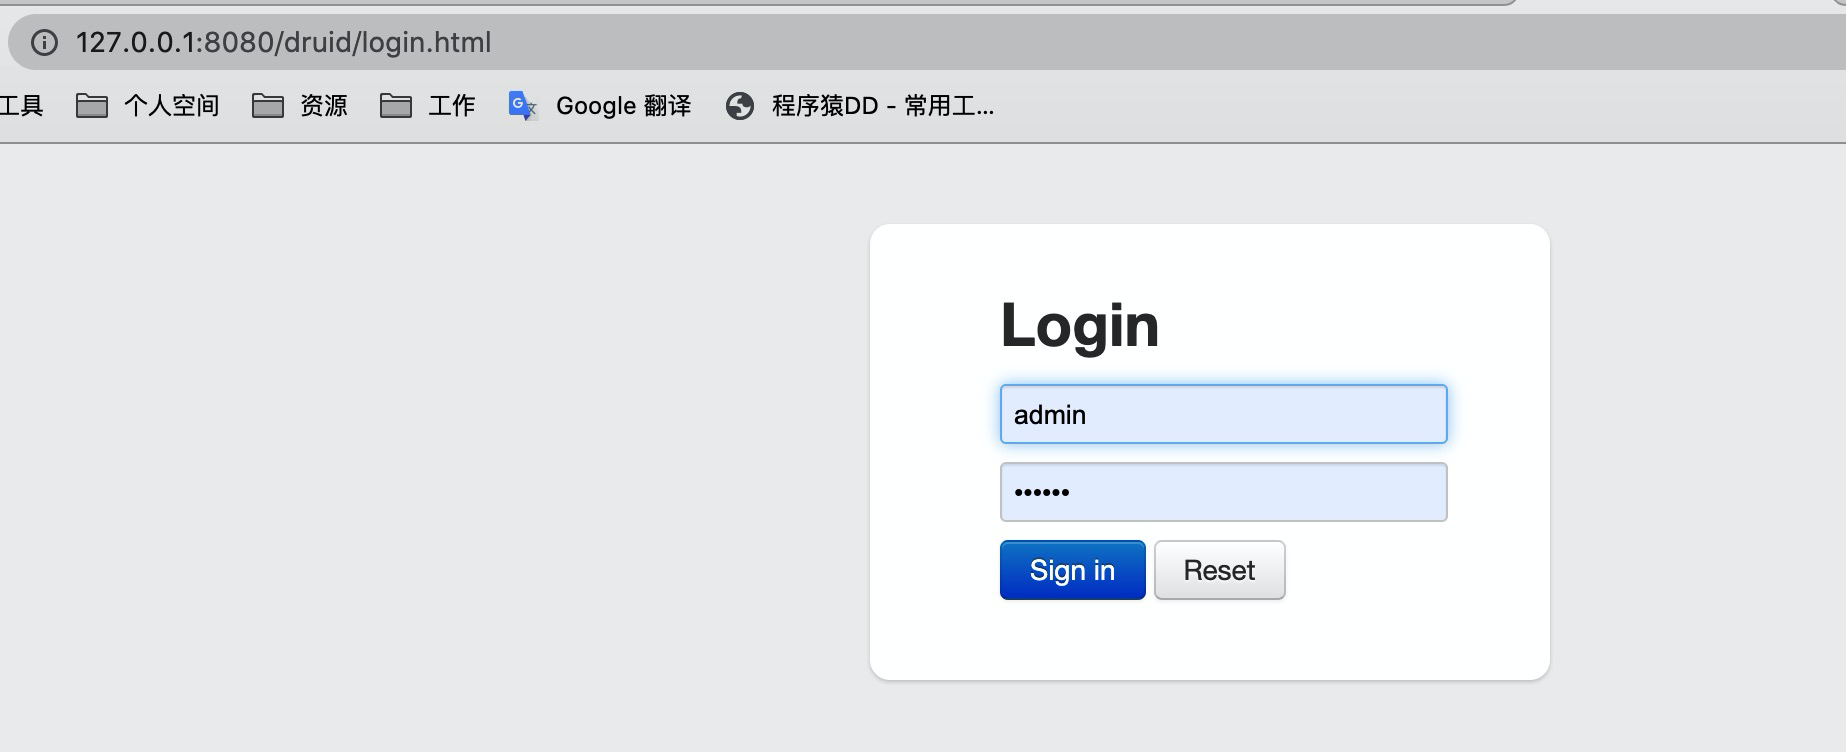 127.0.0.1:8080/druid/login.html
工具 个人空间 资源 工作 Google 翻译 程序猿DD - 常用工...
Login
admin
••••••
Sign in Reset